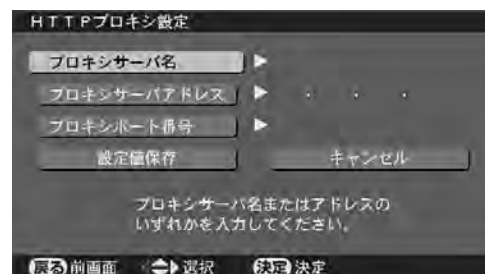 ＨＴＴＰプロキシ設定
プロキシサーバ名 ▶
プロキシサーバアドレス ▶ . . .
プロキシポート番号 ▶
設定値保存 キャンセル
プロキシサーバ名またはアドレスの
いずれかを入力してください。
戻る 前画面 選択 決定 決定